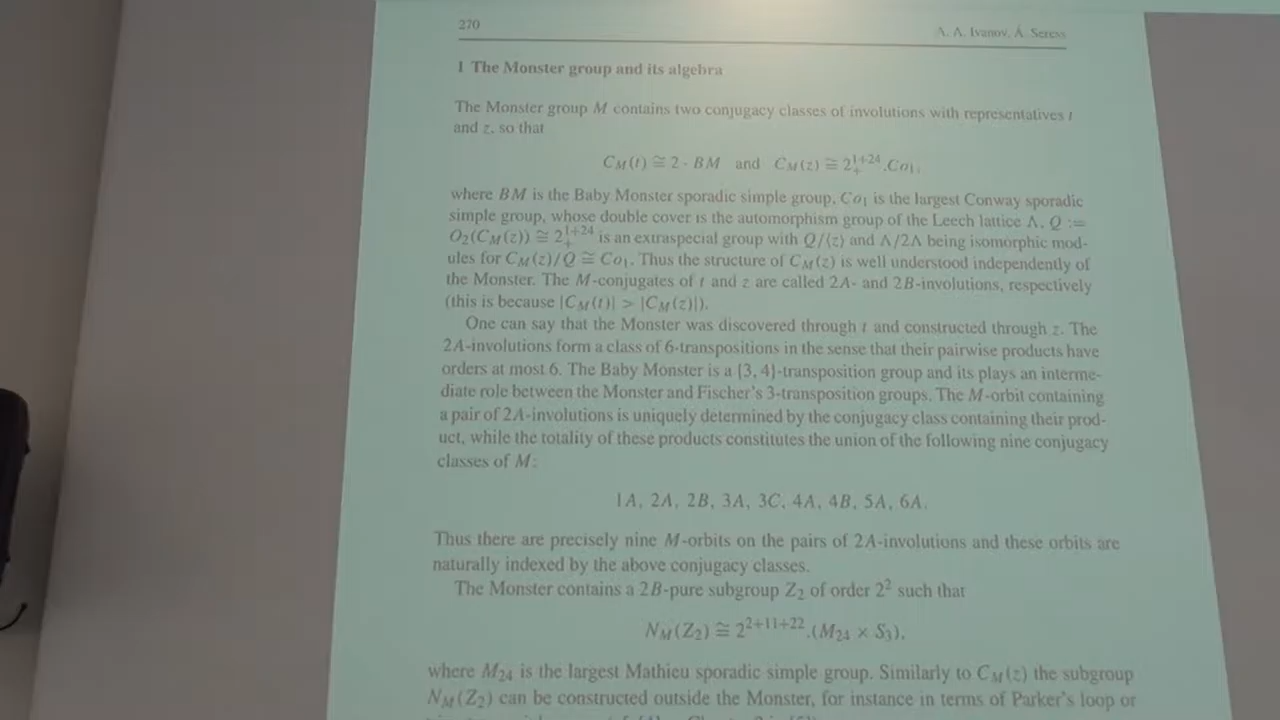 270
A. A. Ivanov, Á. Seress
1 The Monster group and its algebra
The Monster group M contains two conjugacy classes of involutions with representatives t
and z, so that
C_M(t) ≅ 2 · BM and C_M(z) ≅ 2_+^{1+24}.Co_1,
where BM is the Baby Monster sporadic simple group, Co_1 is the largest Conway sporadic
simple group, whose double cover is the automorphism group of the Leech lattice Λ, Q :=
O_2(C_M(z)) ≅ 2_+^{1+24} is an extraspecial group with Q/⟨z⟩ and Λ/2Λ being isomorphic mod-
ules for C_M(z)/Q ≅ Co_1. Thus the structure of C_M(z) is well understood independently of
the Monster. The M-conjugates of t and z are called 2A- and 2B-involutions, respectively
(this is because |C_M(t)| > |C_M(z)|).
One can say that the Monster was discovered through t and constructed through z. The
2A-involutions form a class of 6-transpositions in the sense that their pairwise products have
orders at most 6. The Baby Monster is a {3, 4}-transposition group and its plays an interme-
diate role between the Monster and Fischer's 3-transposition groups. The M-orbit containing
a pair of 2A-involutions is uniquely determined by the conjugacy class containing their prod-
uct, while the totality of these products constitutes the union of the following nine conjugacy
classes of M:
1A, 2A, 2B, 3A, 3C, 4A, 4B, 5A, 6A.
Thus there are precisely nine M-orbits on the pairs of 2A-involutions and these orbits are
naturally indexed by the above conjugacy classes.
The Monster contains a 2B-pure subgroup Z_2 of order 2^2 such that
N_M(Z_2) ≅ 2^{2+11+22}.(M_{24} × S_3),
where M_{24} is the largest Mathieu sporadic simple group. Similarly to C_M(z) the subgroup
N_M(Z_2) can be constructed outside the Monster, for instance in terms of Parker's loop or